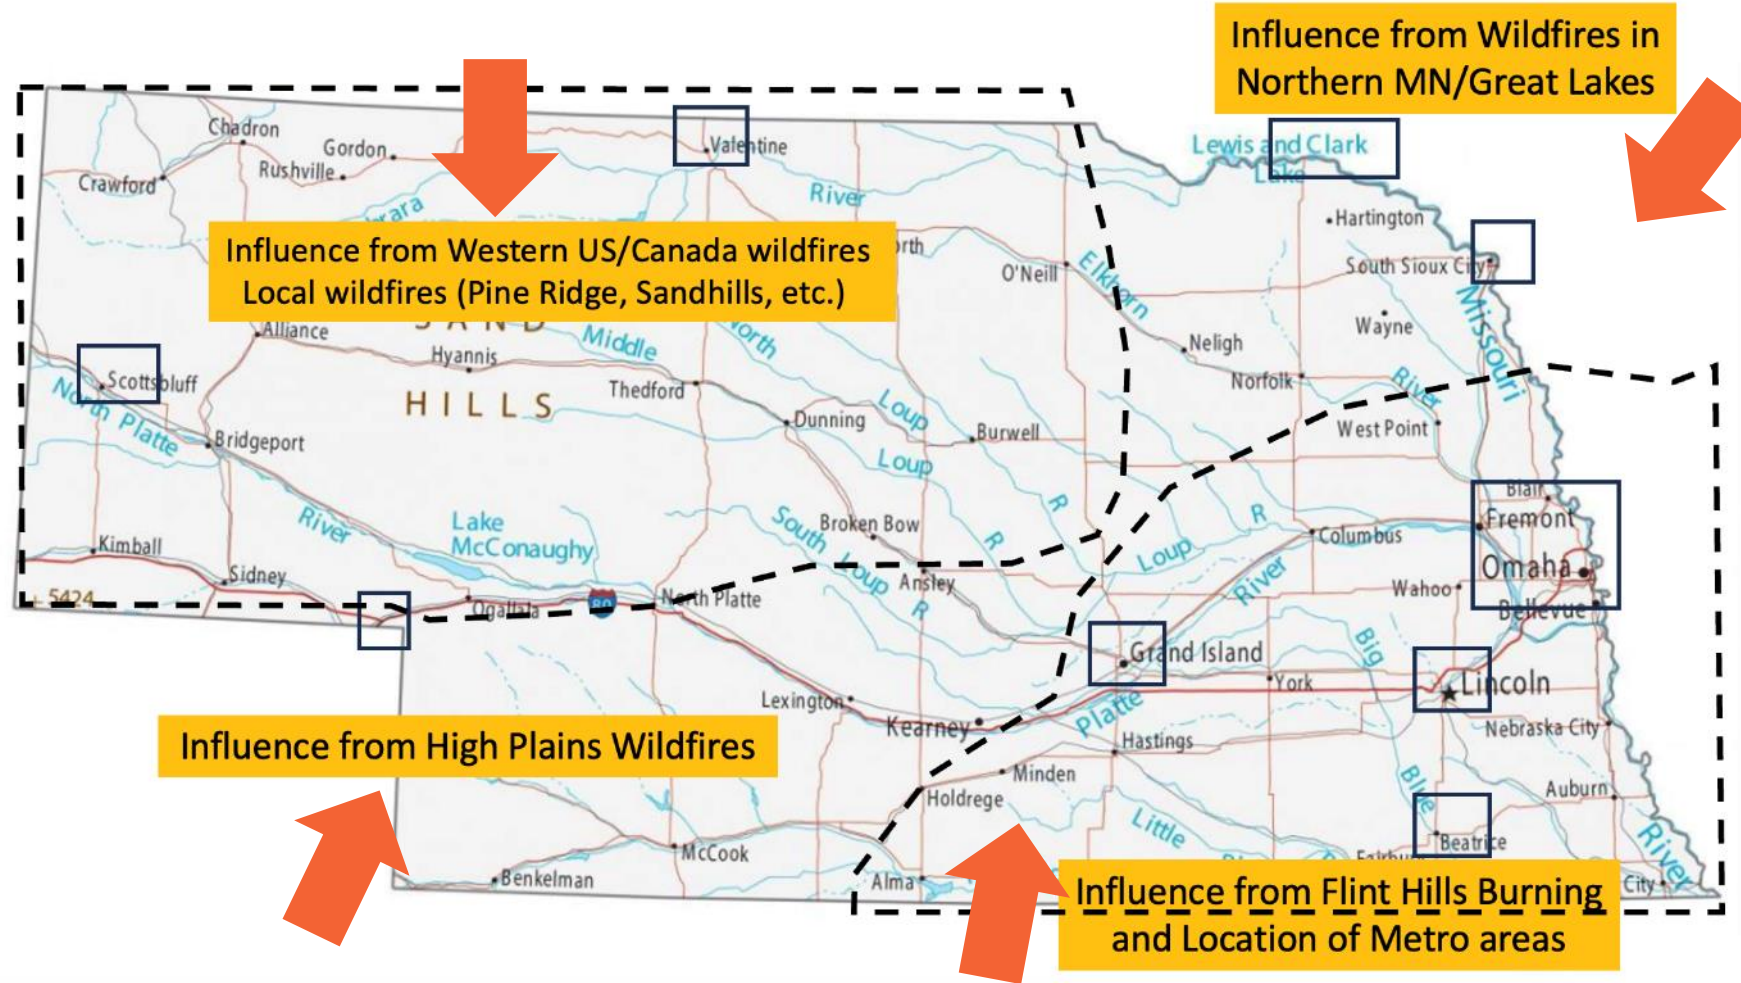 Influence from Wildfires in
Northern MN/Great Lakes
Chadron
Gordon
Valentine
Lewis and Clark
Lake
Rushville
Crawford
River
Hartington
Influence from Western US/Canada wildfires
Local wildfires (Pine Ridge, Sandhills, etc.)
O'Neill
Elkhorn
South Sioux City
Missouri
Alliance
SAND
Middle
North
Wayne
Hyannis
Neligh
Scottsbluff
Thedford
Norfolk
River
North Platte
HILLS
Loup
Dunning
Burwell
West Point
Bridgeport
Loup
Blair
River
Lake
McConaughy
South Loup R
Broken Bow
R
R
R
Fremont
Columbus
Kimball
Loup
Omaha
Sidney
Ansley
River
Wahoo
5424
Ogallala
80
North Platte
Bellevue
Big
Grand Island
Lincoln
York
Lexington
Kearney
Platte
Nebraska City
Influence from High Plains Wildfires
Hastings
Minden
Blue
Auburn
Holdrege
Little
Beatrice
River
McCook
Benkelman
Alma
City
Influence from Flint Hills Burning
and Location of Metro areas